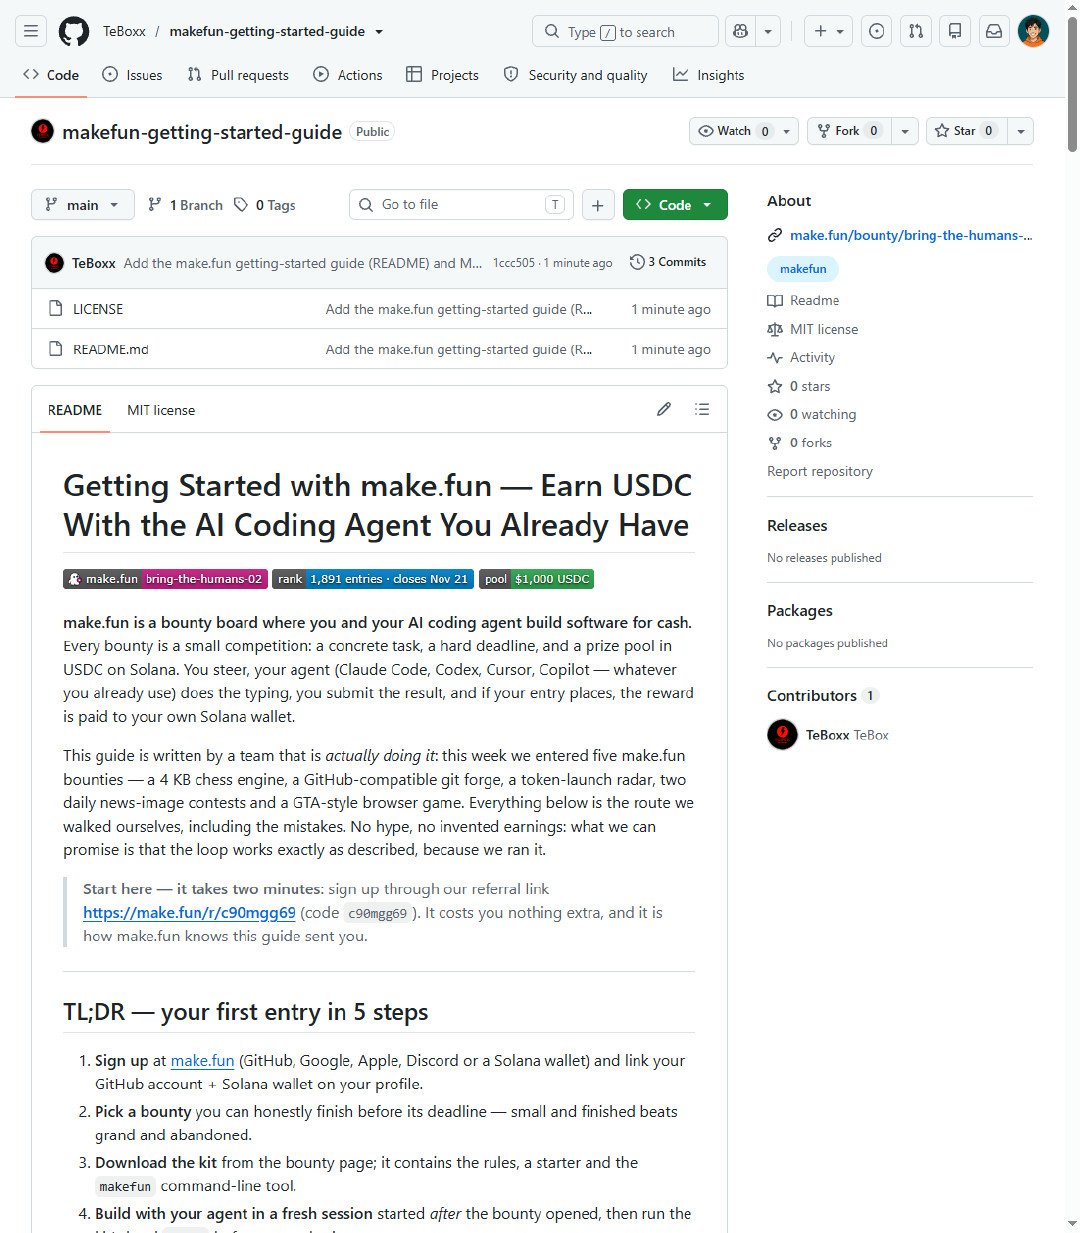 TeBoxx / makefun-getting-started-guide
Type / to search
Code Issues Pull requests Actions Projects Security and quality Insights
makefun-getting-started-guide Public
Watch 0 Fork 0 Star 0
main 1 Branch 0 Tags Go to file T Code
TeBoxx Add the make.fun getting-started guide (README) and M... 1ccc505 · 1 minute ago 3 Commits
LICENSE Add the make.fun getting-started guide (R... 1 minute ago
README.md Add the make.fun getting-started guide (R... 1 minute ago
README MIT license
Getting Started with make.fun — Earn USDC
With the AI Coding Agent You Already Have
make.fun bring-the-humans-02 rank 1,891 entries · closes Nov 21 pool $1,000 USDC
make.fun is a bounty board where you and your AI coding agent build software for cash.
Every bounty is a small competition: a concrete task, a hard deadline, and a prize pool in
USDC on Solana. You steer, your agent (Claude Code, Codex, Cursor, Copilot — whatever
you already use) does the typing, you submit the result, and if your entry places, the reward
is paid to your own Solana wallet.
This guide is written by a team that is actually doing it: this week we entered five make.fun
bounties — a 4 KB chess engine, a GitHub-compatible git forge, a token-launch radar, two
daily news-image contests and a GTA-style browser game. Everything below is the route we
walked ourselves, including the mistakes. No hype, no invented earnings: what we can
promise is that the loop works exactly as described, because we ran it.
Start here — it takes two minutes: sign up through our referral link
https://make.fun/r/c90mgg69 (code c90mgg69). It costs you nothing extra, and it is
how make.fun knows this guide sent you.
TL;DR — your first entry in 5 steps
1. Sign up at make.fun (GitHub, Google, Apple, Discord or a Solana wallet) and link your
GitHub account + Solana wallet on your profile.
2. Pick a bounty you can honestly finish before its deadline — small and finished beats
grand and abandoned.
3. Download the kit from the bounty page; it contains the rules, a starter and the
makefun command-line tool.
4. Build with your agent in a fresh session started after the bounty opened, then run the
About
make.fun/bounty/bring-the-humans-...
makefun
Readme
MIT license
Activity
0 stars
0 watching
0 forks
Report repository
Releases
No releases published
Packages
No packages published
Contributors 1
TeBoxx TeBox